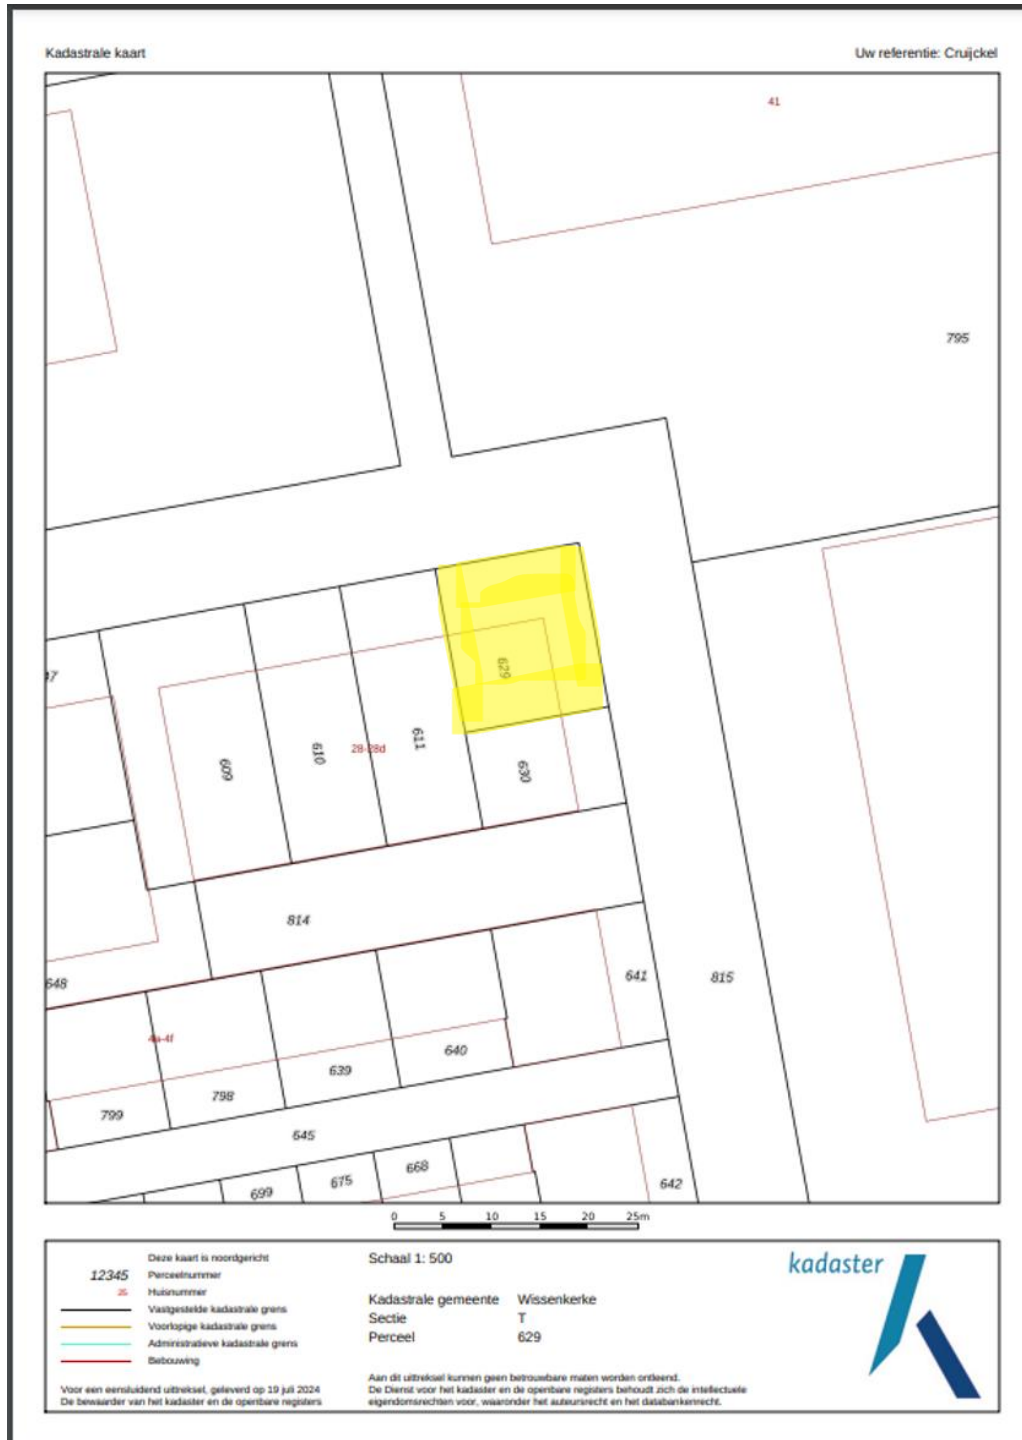 Kadastrale kaart
Uw referentie: Cruijckel
41
795
629
611
28-28d
610
609
630
814
648
641
815
640
639
798
799
645
668
675
699
642
0 5 10 15 20 25m
Deze kaart is noordgericht
12345 Perceelnummer
25 Huisnummer
Vastgestelde kadastrale grens
Voorlopige kadastrale grens
Administratieve kadastrale grens
Bebouwing
Voor een eensluidend uittreksel, geleverd op 19 juli 2024
De bewaarder van het kadaster en de openbare registers
Schaal 1: 500
Kadastrale gemeente Wissenkerke
Sectie T
Perceel 629
Aan dit uittreksel kunnen geen betrouwbare maten worden ontleend.
De Dienst voor het kadaster en de openbare registers behoudt zich de intellectuele
eigendomsrechten voor, waaronder het auteursrecht en het databankenrecht.
kadaster